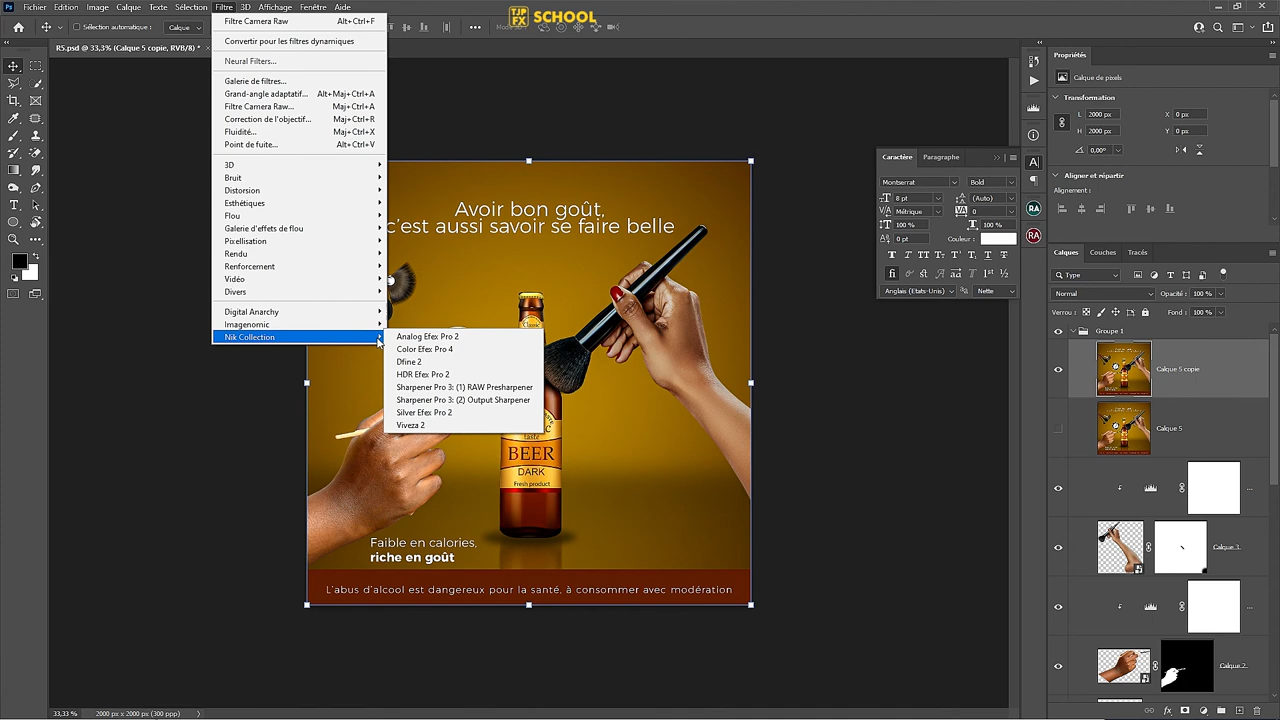 Fichier Edition Image Calque Texte Sélection Filtre 3D Affichage Fenêtre Aide
TJP FX SCHOOL
Sélection automatique : Calque
R5.psd @ 33,3% (Calque 5 copie, RVB/8) *
Filtre Camera Raw Alt+Ctrl+F
Convertir pour les filtres dynamiques
Neural Filters...
Galerie de filtres...
Grand-angle adaptatif... Alt+Maj+Ctrl+A
Filtre Camera Raw... Maj+Ctrl+A
Correction de l'objectif... Maj+Ctrl+R
Fluidité... Maj+Ctrl+X
Point de fuite... Alt+Ctrl+V
3D
Bruit
Distorsion
Esthétiques
Flou
Galerie d'effets de flou
Pixellisation
Rendu
Renforcement
Vidéo
Divers
Digital Anarchy
Imagenomic
Nik Collection
Analog Efex Pro 2
Color Efex Pro 4
Dfine 2
HDR Efex Pro 2
Sharpener Pro 3: (1) RAW Presharpener
Sharpener Pro 3: (2) Output Sharpener
Silver Efex Pro 2
Viveza 2
Avoir bon goût,
c'est aussi savoir se faire belle
Classic
taste
BEER
DARK
Fresh product
Faible en calories,
riche en goût
L'abus d'alcool est dangereux pour la santé, à consommer avec modération
Caractère Paragraphe
Montserrat Bold
8 pt (Auto)
Métrique 0
100 % 100 %
0 pt Couleur :
Anglais (Etats-Unis) Nette
Propriétés
Calque de pixels
Transformation
L 2000 px X 0 px
H 2000 px Y 0 px
0,00°
Aligner et répartir
Alignement :
Calques Couches Tracés
Type
Normal Opacité : 100 %
Verrou : Fond : 100 %
Groupe 1
Calque 5 copie
Calque 5
Calque.3.
Calque.2.
33,33 % 2000 px x 2000 px (300 ppp)